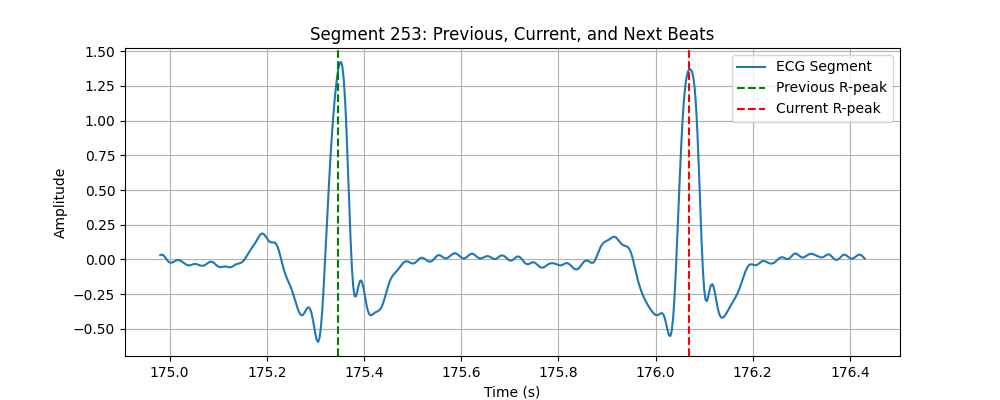 Segment 253: Previous, Current, and Next Beats
ECG Segment
Previous R-peak
Current R-peak
Amplitude
1.50
1.25
1.00
0.75
0.50
0.25
0.00
−0.25
−0.50
175.0 175.2 175.4 175.6 175.8 176.0 176.2 176.4
Time (s)